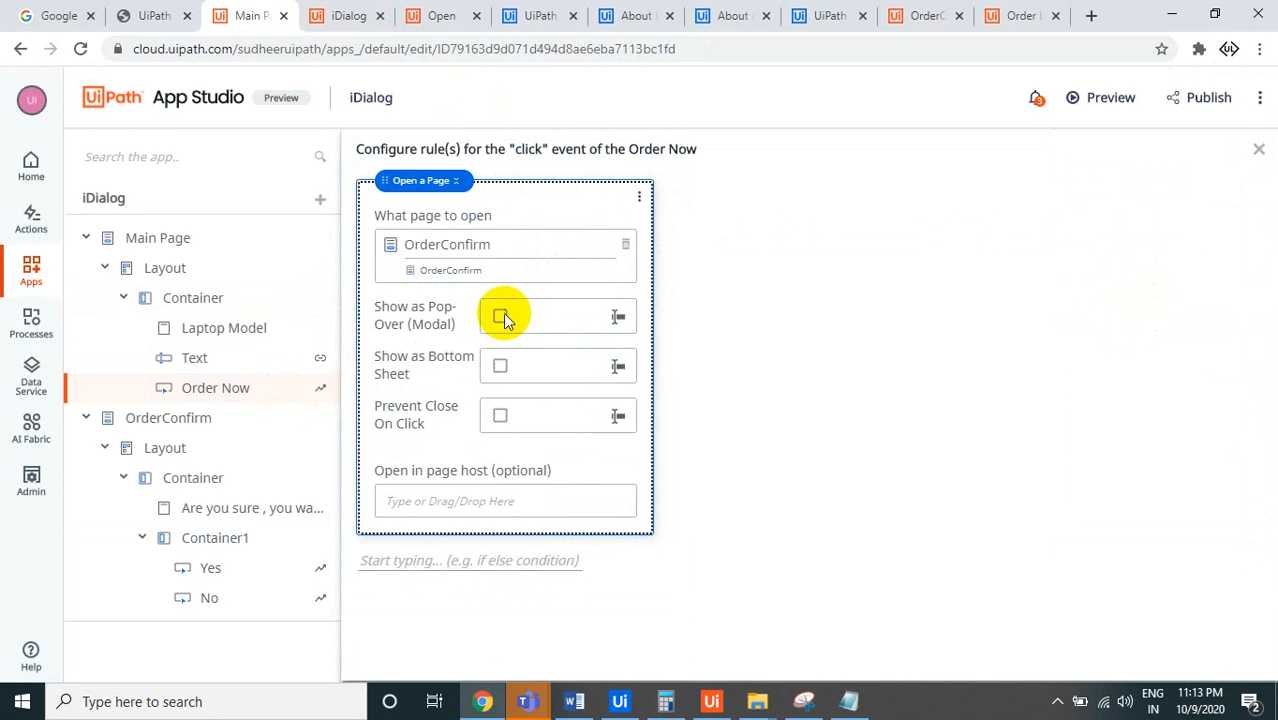 Google
UiPath
Main P
iDialog
Open
UiPath
About I
About A
UiPath
OrderC
Order L
cloud.uipath.com/sudheeruipath/apps_/default/edit/ID79163d9d071d494d8ae6eba7113bc1fd
UI
UiPath App Studio Preview iDialog
3
Preview
Publish
Search the app..
Configure rule(s) for the "click" event of the Order Now
Home
Actions
Apps
Processes
Data Service
AI Fabric
Admin
Help
iDialog
Main Page
Layout
Container
Laptop Model
Text
Order Now
OrderConfirm
Layout
Container
Are you sure , you wa...
Container1
Yes
No
Open a Page
What page to open
OrderConfirm
OrderConfirm
Show as Pop-
Over (Modal)
Show as Bottom
Sheet
Prevent Close
On Click
Open in page host (optional)
Type or Drag/Drop Here
Start typing... (e.g. if else condition)
Type here to search
ENG
IN
11:13 PM
10/9/2020
2